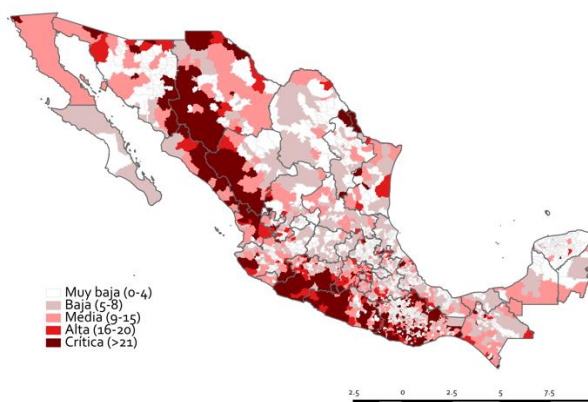 Muy baja (0-4)
Baja (5-8)
Média (9-15)
Alta (16-20)
Crítica (>21)
2.5 0 2.5 5 7.5